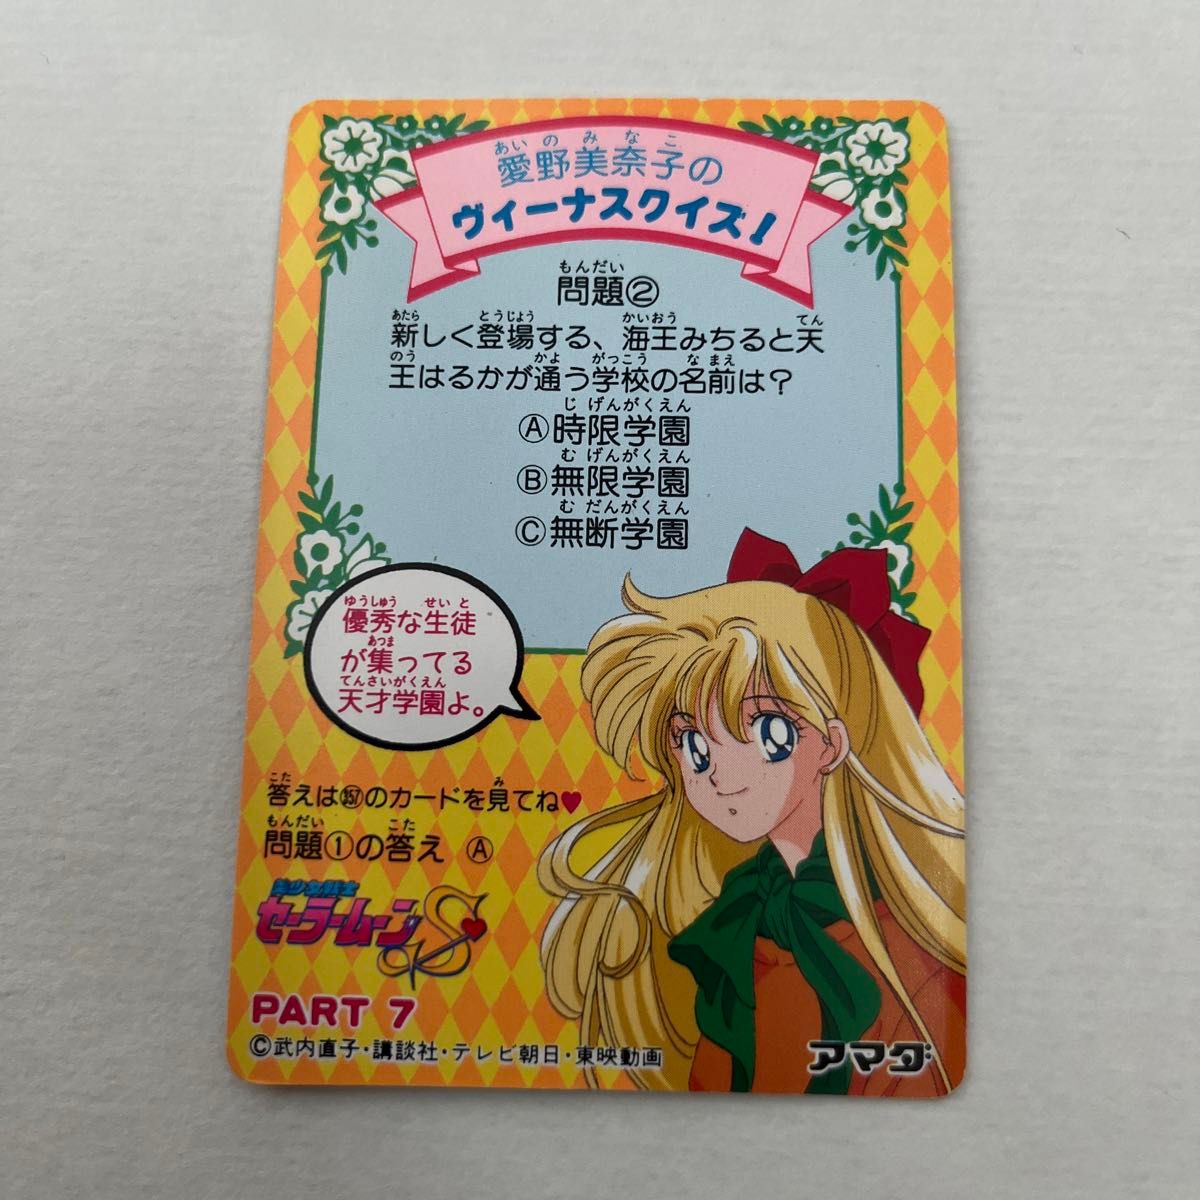 あいのみなこ
愛野美奈子の
ヴィーナスクイズ!
もんだい
問題②
あたら とうじょう かいおう てん
新しく登場する、海王みちると天
のう かよ がっこう なまえ
王はるかが通う学校の名前は?
じげんがくえん
Ⓐ時限学園
むげんがくえん
Ⓑ無限学園
むだんがくえん
Ⓒ無断学園
ゆうしゅう せいと
優秀な生徒
あつま
が集ってる
てんさいがくえん
天才学園よ。
こた み
答えは(357)のカードを見てね♥
もんだい こた
問題①の答え Ⓐ
美少女戦士
セーラームーンS
PART 7
©武内直子・講談社・テレビ朝日・東映動画
アマダ